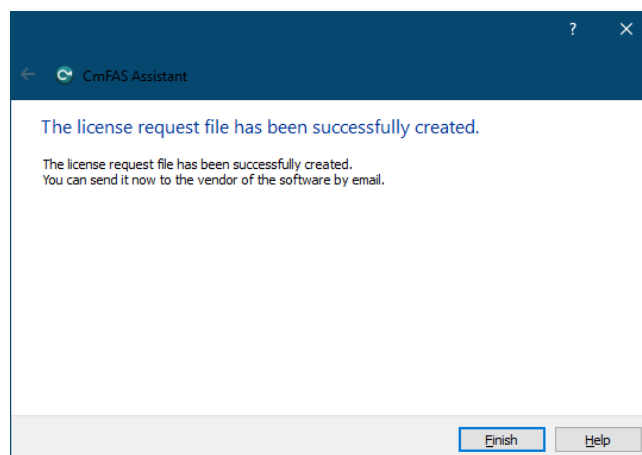 ?
CmFAS Assistant
The license request file has been successfully created.
The license request file has been successfully created.
You can send it now to the vendor of the software by email.
Finish
Help